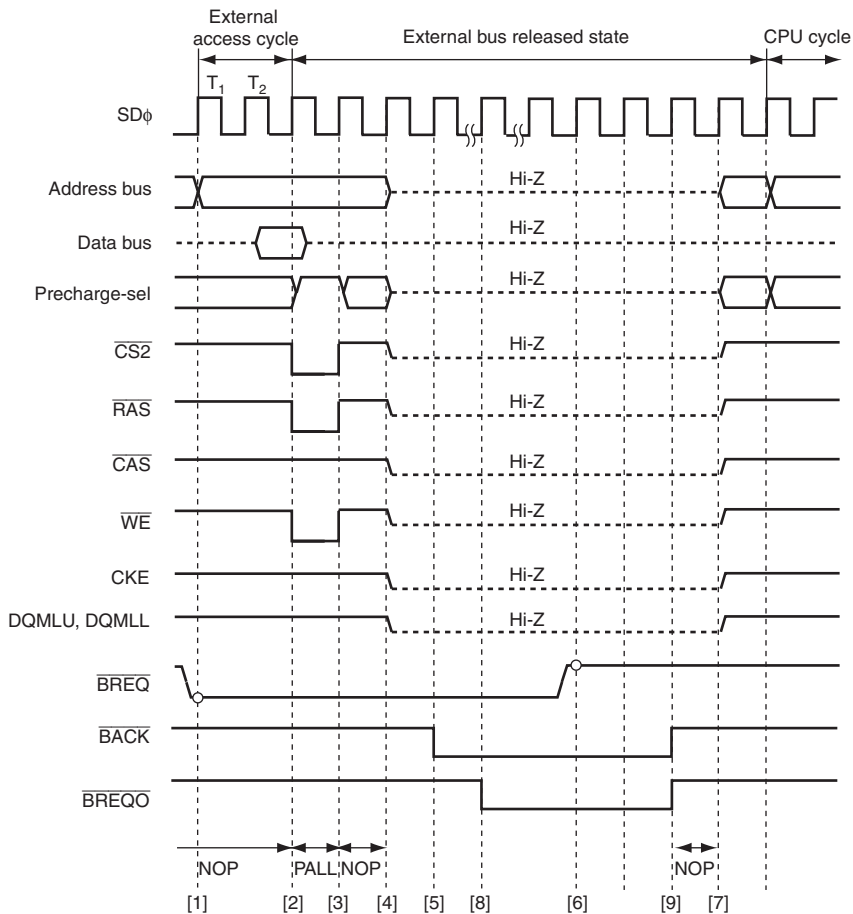 External
access cycle
External bus released state
CPU cycle
T1 T2
SDϕ
Address bus
Hi-Z
Data bus
Hi-Z
Precharge-sel
Hi-Z
CS2
Hi-Z
RAS
Hi-Z
CAS
Hi-Z
WE
Hi-Z
CKE
Hi-Z
DQMLU, DQMLL
Hi-Z
BREQ
BACK
BREQO
NOP PALL NOP NOP
[1] [2] [3] [4] [5] [8] [6] [9] [7]